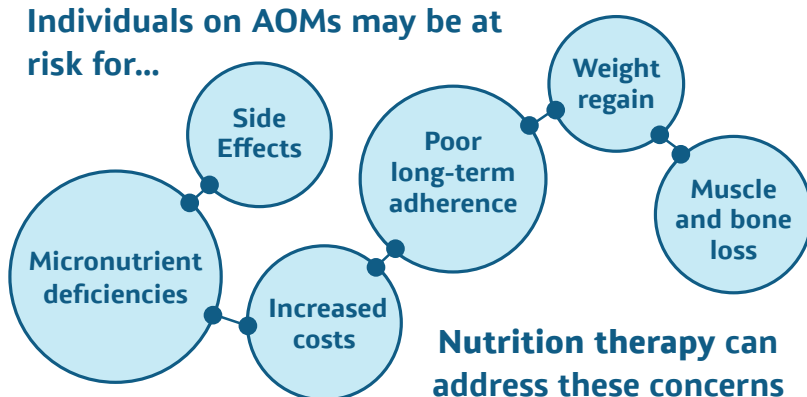 Individuals on AOMs may be at
risk for...
Side
Effects
Micronutrient
deficiencies
Increased
costs
Poor
long-term
adherence
Weight
regain
Muscle
and bone
loss
Nutrition therapy can
address these concerns